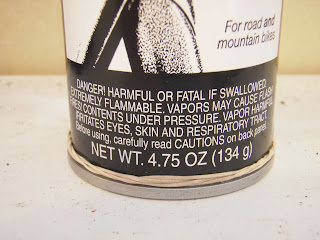 For road and
mountain bikes
DANGER! HARMFUL OR FATAL IF SWALLOWED.
EXTREMELY FLAMMABLE. VAPORS MAY CAUSE FLASH
FIRES! CONTENTS UNDER PRESSURE. VAPOR HARMFUL.
IRRITATES EYES, SKIN AND RESPIRATORY TRACT.
Before using, carefully read CAUTIONS on back panel.
NET WT. 4.75 OZ (134 g)